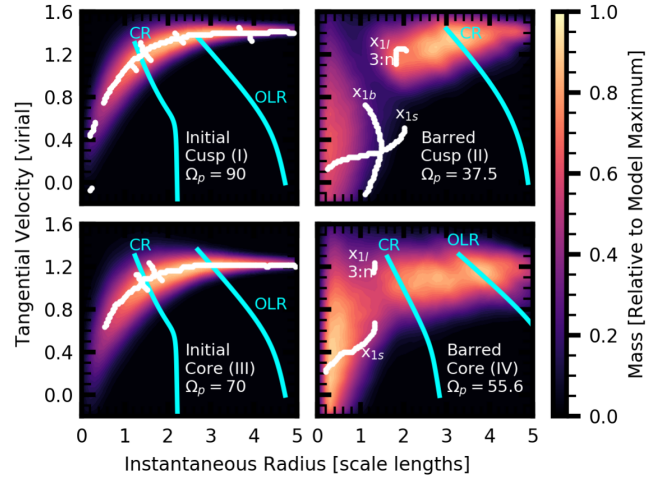 1.6
1.2
0.8
0.4
0.0
CR
OLR
Initial
Cusp (I)
Ωp = 90
x1l
3:n
x1b
x1s
Barred
Cusp (II)
Ωp = 37.5
1.6
1.2
0.8
0.4
0.0
CR
OLR
Initial
Core (III)
Ωp = 70
x1l
3:n
CR
OLR
x1s
Barred
Core (IV)
Ωp = 55.6
0 1 2 3 4 5
0 1 2 3 4 5
Instantaneous Radius [scale lengths]
Tangential Velocity [virial]
1.0
0.8
0.6
0.4
0.2
0.0
Mass [Relative to Model Maximum]